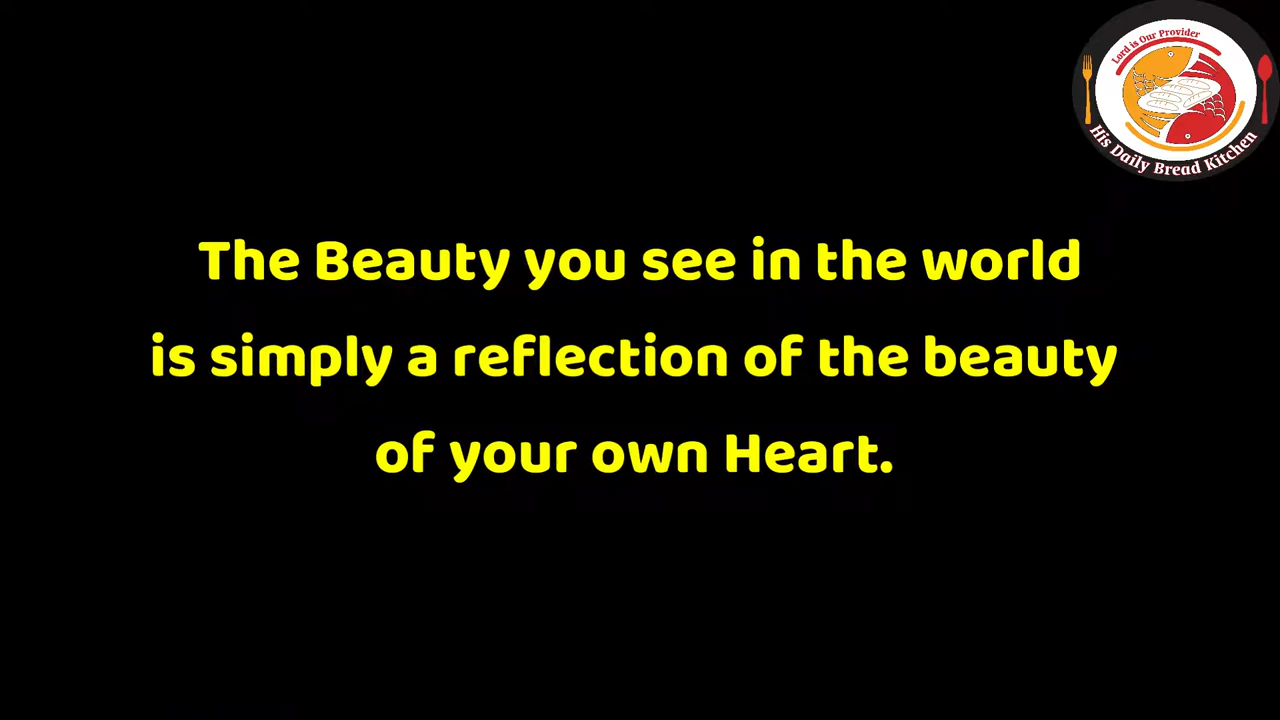 Lord is Our Provider
His Daily Bread Kitchen
The Beauty you see in the world
is simply a reflection of the beauty
of your own Heart.